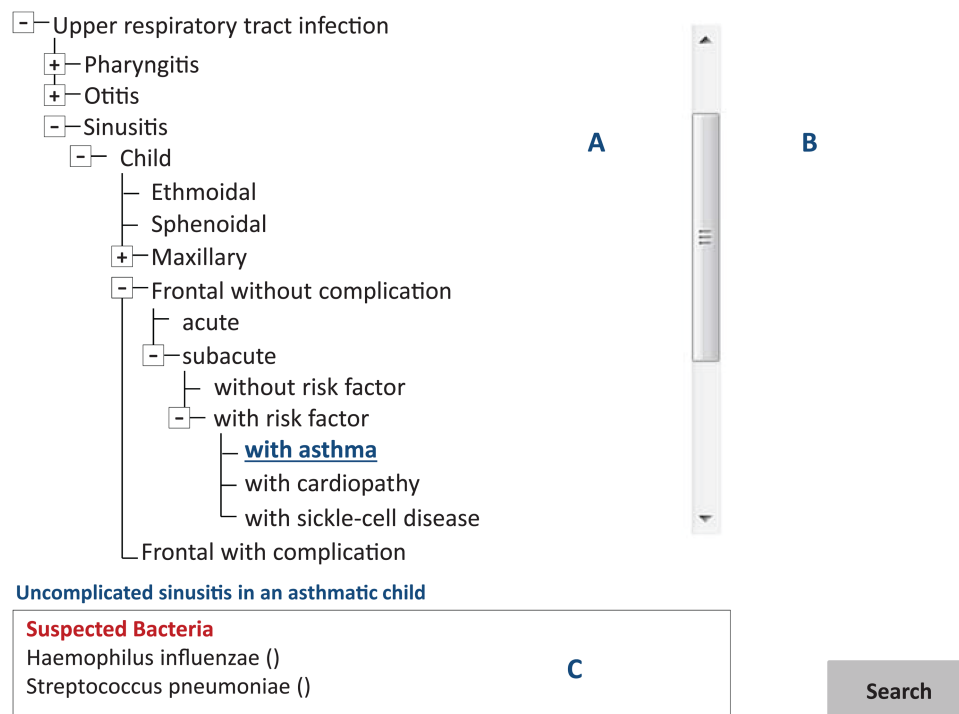 Upper respiratory tract infection
Pharyngitis
Otitis
Sinusitis
Child
Ethmoidal
Sphenoidal
Maxillary
Frontal without complication
acute
subacute
without risk factor
with risk factor
with asthma
with cardiopathy
with sickle-cell disease
Frontal with complication
A
B
Uncomplicated sinusitis in an asthmatic child
Suspected Bacteria
Haemophilus influenzae ()
Streptococcus pneumoniae ()
C
Search